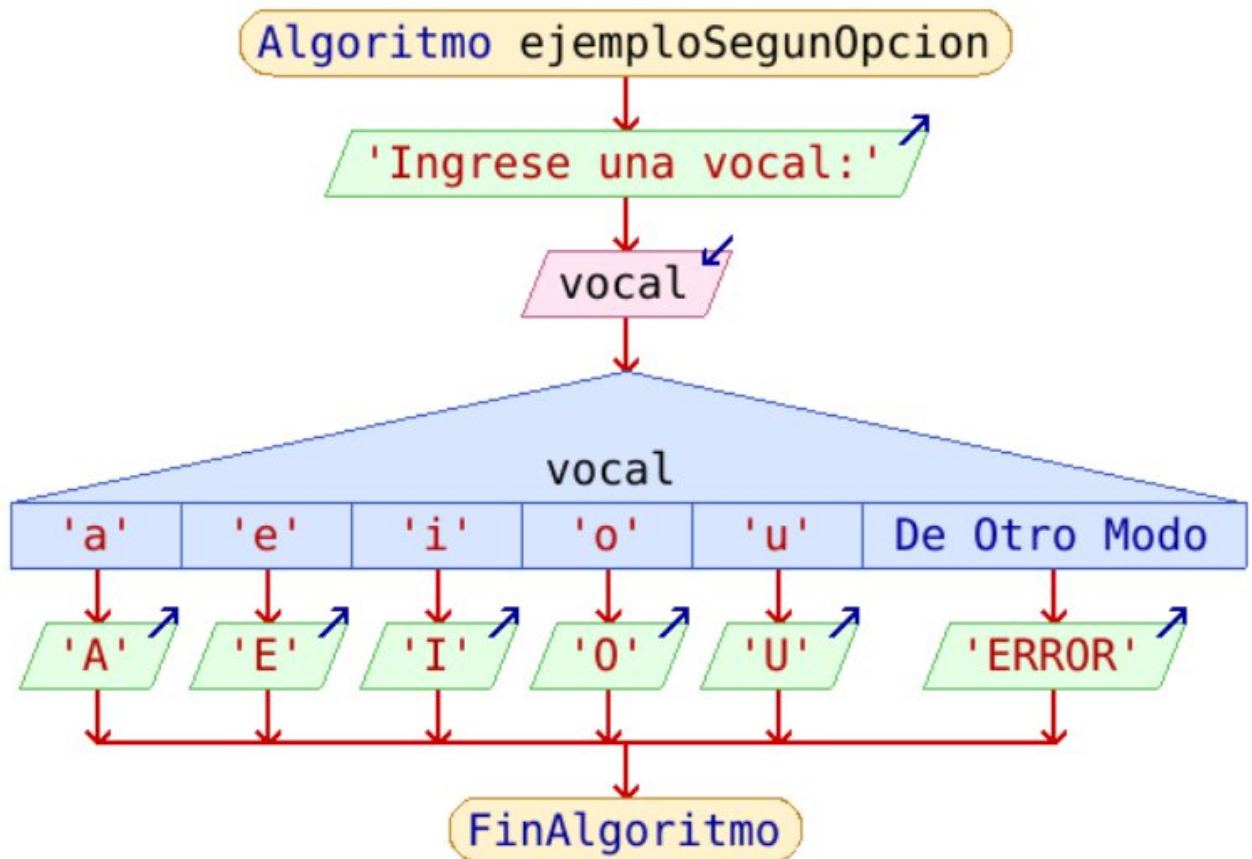 Algoritmo ejemploSegunOpcion
'Ingrese una vocal:'
vocal
vocal
'a' 'e' 'i' 'o' 'u' De Otro Modo
'A' 'E' 'I' 'O' 'U' 'ERROR'
FinAlgoritmo